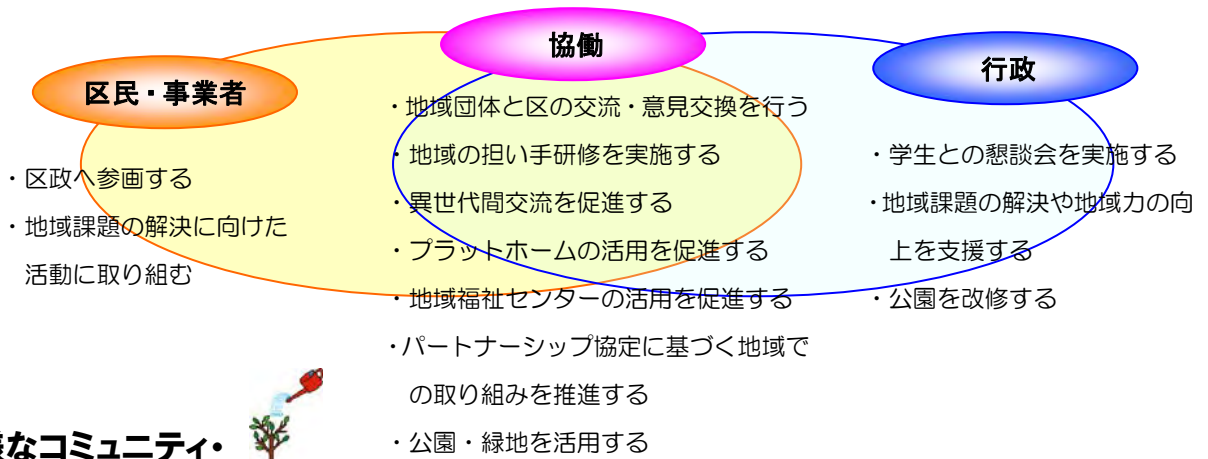 協働
区民・事業者
行政
・区政へ参画する
・地域課題の解決に向けた
活動に取り組む
・地域団体と区の交流・意見交換を行う
・地域の担い手研修を実施する
・異世代間交流を促進する
・プラットホームの活用を促進する
・地域福祉センターの活用を促進する
・パートナーシップ協定に基づく地域で
の取り組みを推進する
・公園・緑地を活用する
・学生との懇談会を実施する
・地域課題の解決や地域力の向
上を支援する
・公園を改修する
様なコミュニティ・